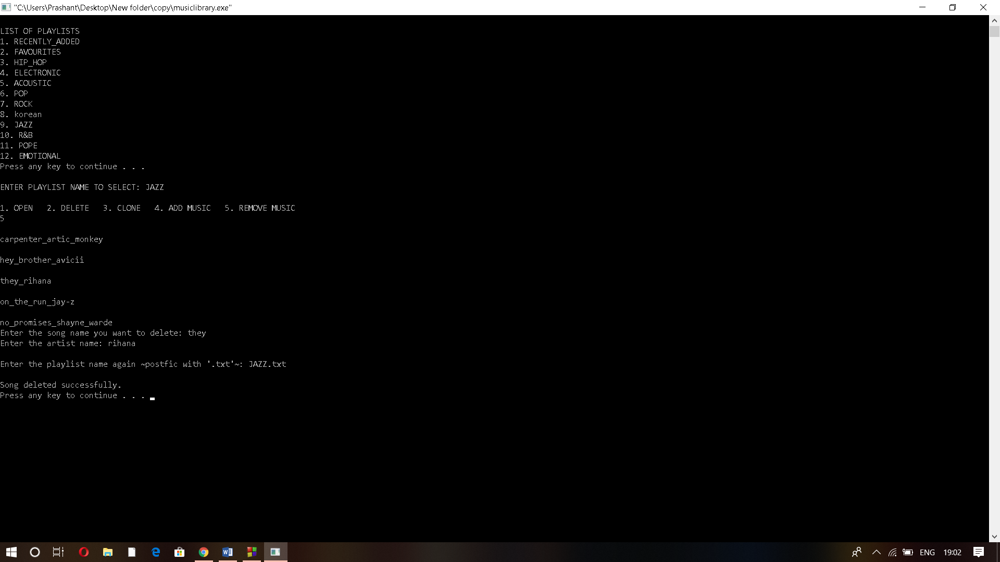 "C:\Users\Prashant\Desktop\New folder\copy\musiclibrary.exe"
LIST OF PLAYLISTS
1. RECENTLY_ADDED
2. FAVOURITES
3. HIP_HOP
4. ELECTRONIC
5. ACOUSTIC
6. POP
7. ROCK
8. korean
9. JAZZ
10. R&B
11. POPE
12. EMOTIONAL
Press any key to continue . . .
ENTER PLAYLIST NAME TO SELECT: JAZZ
1. OPEN   2. DELETE   3. CLONE   4. ADD MUSIC   5. REMOVE MUSIC
5
carpenter_artic_monkey
hey_brother_avicii
they_rihana
on_the_run_jay-z
no_promises_shayne_warde
Enter the song name you want to delete: they
Enter the artist name: rihana
Enter the playlist name again ~postfic with '.txt'~: JAZZ.txt
Song deleted successfully.
Press any key to continue . . .
ENG 19:02